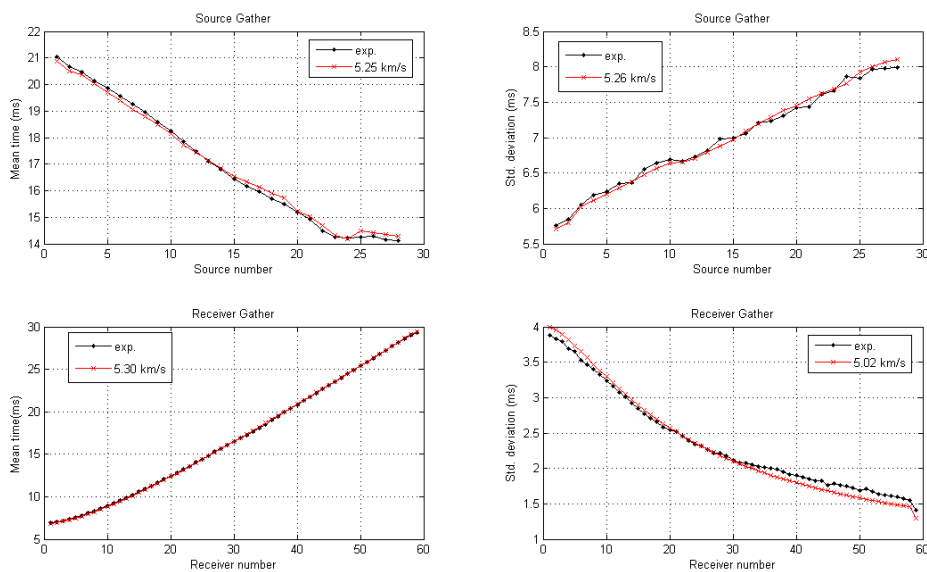 Source Gather
Mean time (ms)
22
21
20
19
18
17
16
15
14
0 5 10 15 20 25 30
Source number
exp.
5.25 km/s
Source Gather
Std. deviation (ms)
8.5
8
7.5
7
6.5
6
5.5
0 5 10 15 20 25 30
Source number
exp.
5.26 km/s
Receiver Gather
Mean time(ms)
30
25
20
15
10
5
0 10 20 30 40 50 60
Receiver number
exp.
5.30 km/s
Receiver Gather
Std. deviation (ms)
4
3.5
3
2.5
2
1.5
1
0 10 20 30 40 50 60
Receiver number
exp.
5.02 km/s